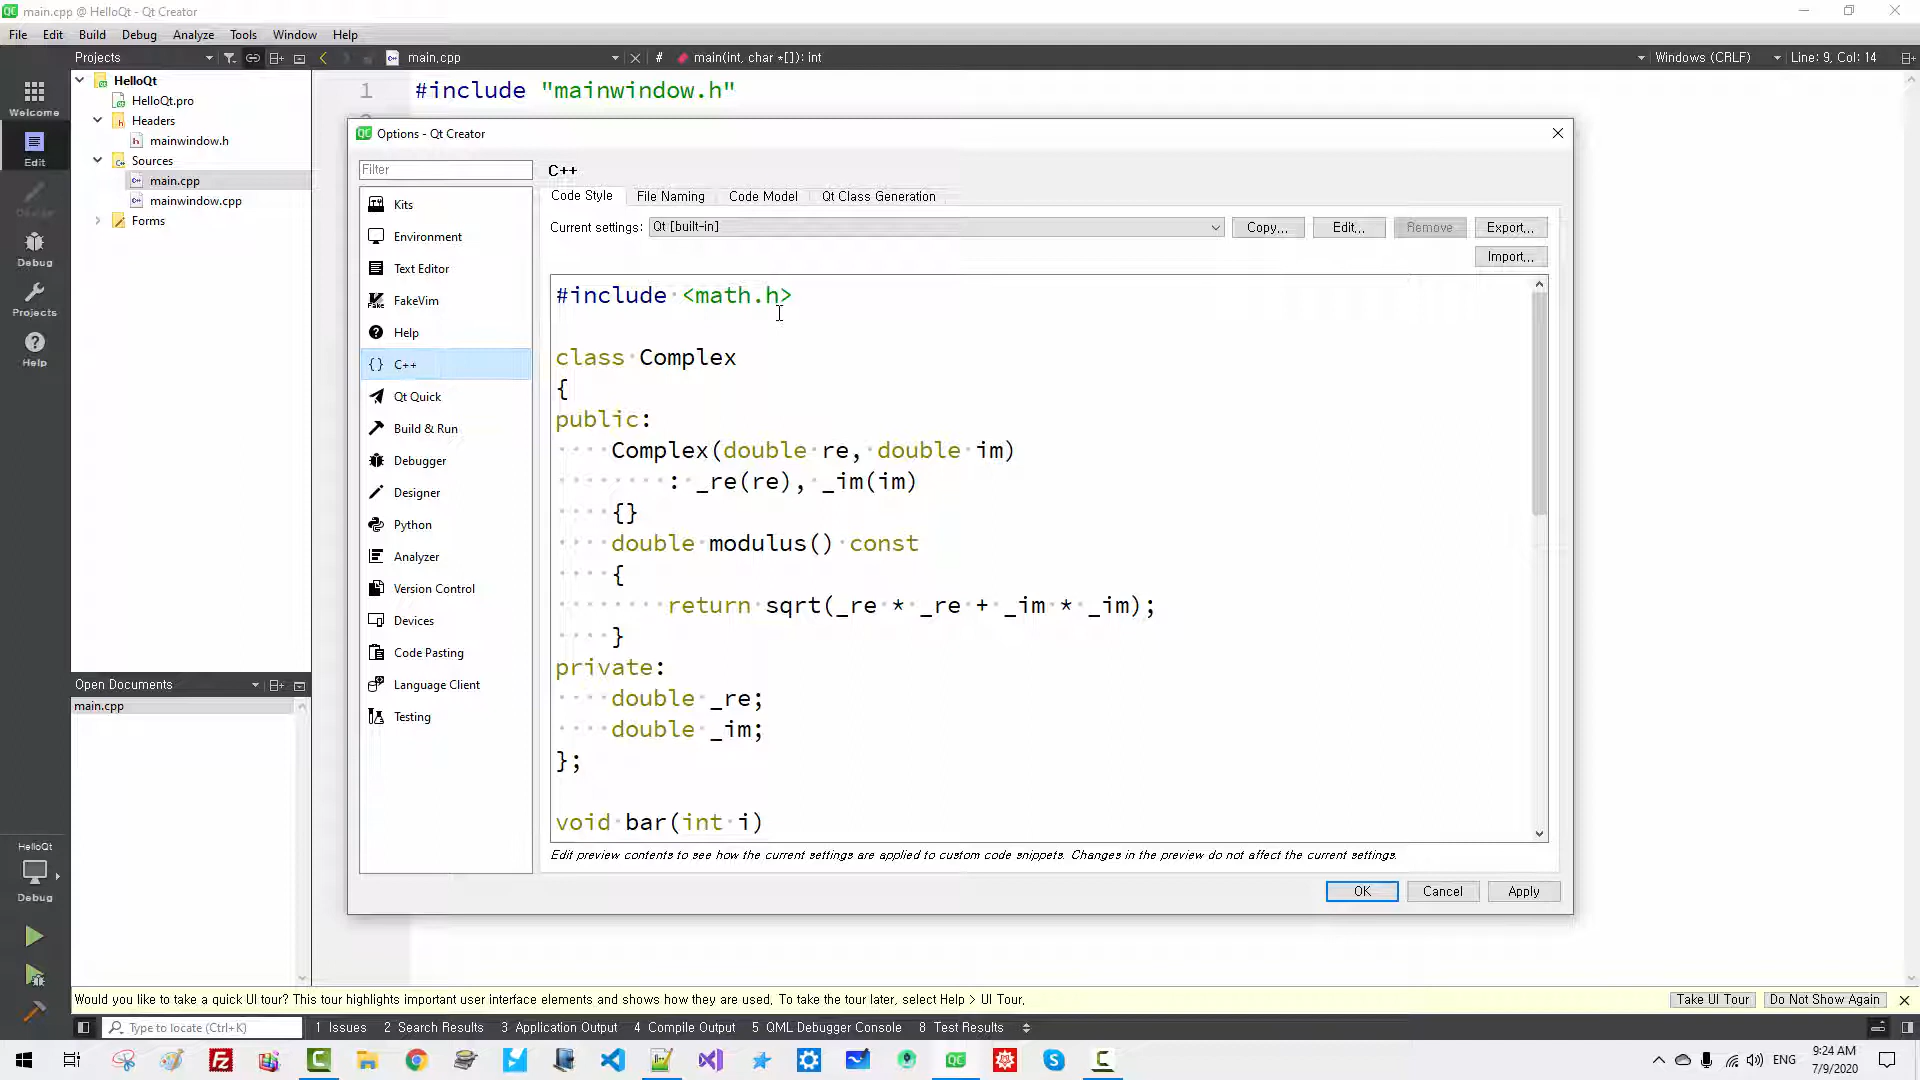 main.cpp @ HelloQt - Qt Creator
File Edit Build Debug Analyze Tools Window Help
Projects main.cpp # main(int, char *[]): int Windows (CRLF) Line: 9, Col: 14
HelloQt
HelloQt.pro
Headers
mainwindow.h
Sources
main.cpp
mainwindow.cpp
Forms
Welcome
Edit
Design
Debug
Projects
Help
1 #include "mainwindow.h"
Options - Qt Creator
Filter
Kits
Environment
Text Editor
FakeVim
Help
C++
Qt Quick
Build & Run
Debugger
Designer
Python
Analyzer
Version Control
Devices
Code Pasting
Language Client
Testing
C++
Code Style File Naming Code Model Qt Class Generation
Current settings: Qt [built-in] Copy... Edit... Remove Export...
Import...
#include <math.h>
class Complex
{
public:
Complex(double re, double im)
: _re(re), _im(im)
{}
double modulus() const
{
return sqrt(_re * _re + _im * _im);
}
private:
double _re;
double _im;
};
void bar(int i)
Edit preview contents to see how the current settings are applied to custom code snippets. Changes in the preview do not affect the current settings.
OK Cancel Apply
Open Documents
main.cpp
HelloQt
Debug
Would you like to take a quick UI tour? This tour highlights important user interface elements and shows how they are used. To take the tour later, select Help > UI Tour.
Take UI Tour Do Not Show Again
Type to locate (Ctrl+K) 1 Issues 2 Search Results 3 Application Output 4 Compile Output 5 QML Debugger Console 8 Test Results
ENG 9:24 AM
7/9/2020